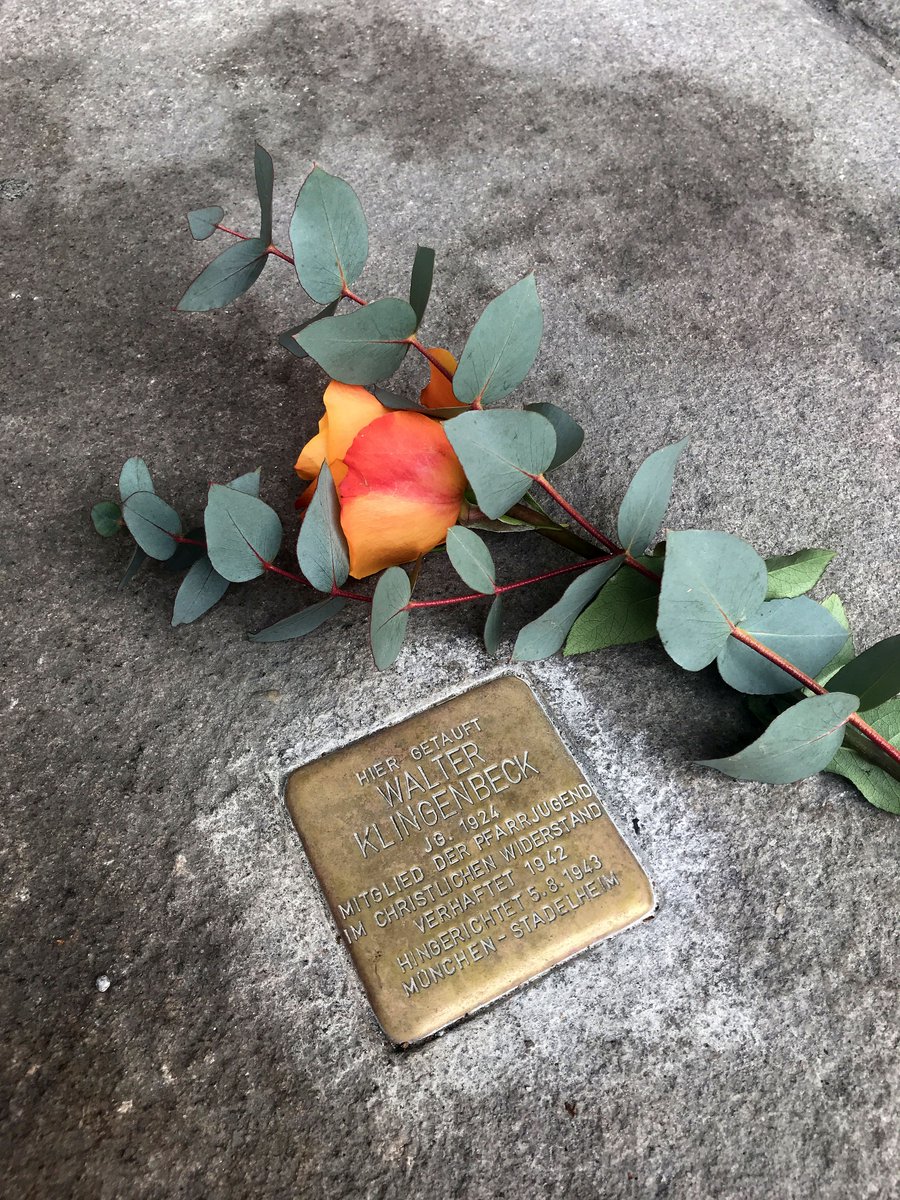 HIER GETAUFT
WALTER
KLINGENBECK
JG. 1924
MITGLIED DER PFARRJUGEND
IM CHRISTLICHEN WIDERSTAND
VERHAFTET 1942
HINGERICHTET 5.8.1943
MÜNCHEN-STADELHEIM